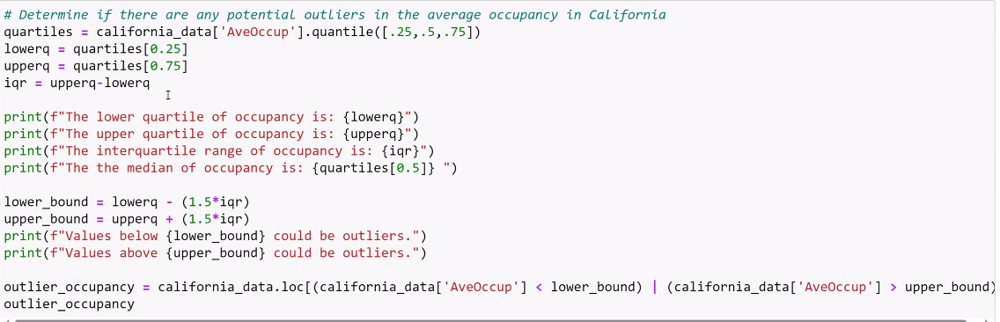 # Determine if there are any potential outliers in the average occupancy in California
quartiles = california_data['AveOccup'].quantile([.25,.5,.75])
lowerq = quartiles[0.25]
upperq = quartiles[0.75]
iqr = upperq-lowerq
print(f"The lower quartile of occupancy is: {lowerq}")
print(f"The upper quartile of occupancy is: {upperq}")
print(f"The interquartile range of occupancy is: {iqr}")
print(f"The the median of occupancy is: {quartiles[0.5]} ")
lower_bound = lowerq - (1.5*iqr)
upper_bound = upperq + (1.5*iqr)
print(f"Values below {lower_bound} could be outliers.")
print(f"Values above {upper_bound} could be outliers.")
outlier_occupancy = california_data.loc[(california_data['AveOccup'] < lower_bound) | (california_data['AveOccup'] > upper_bound)
outlier_occupancy